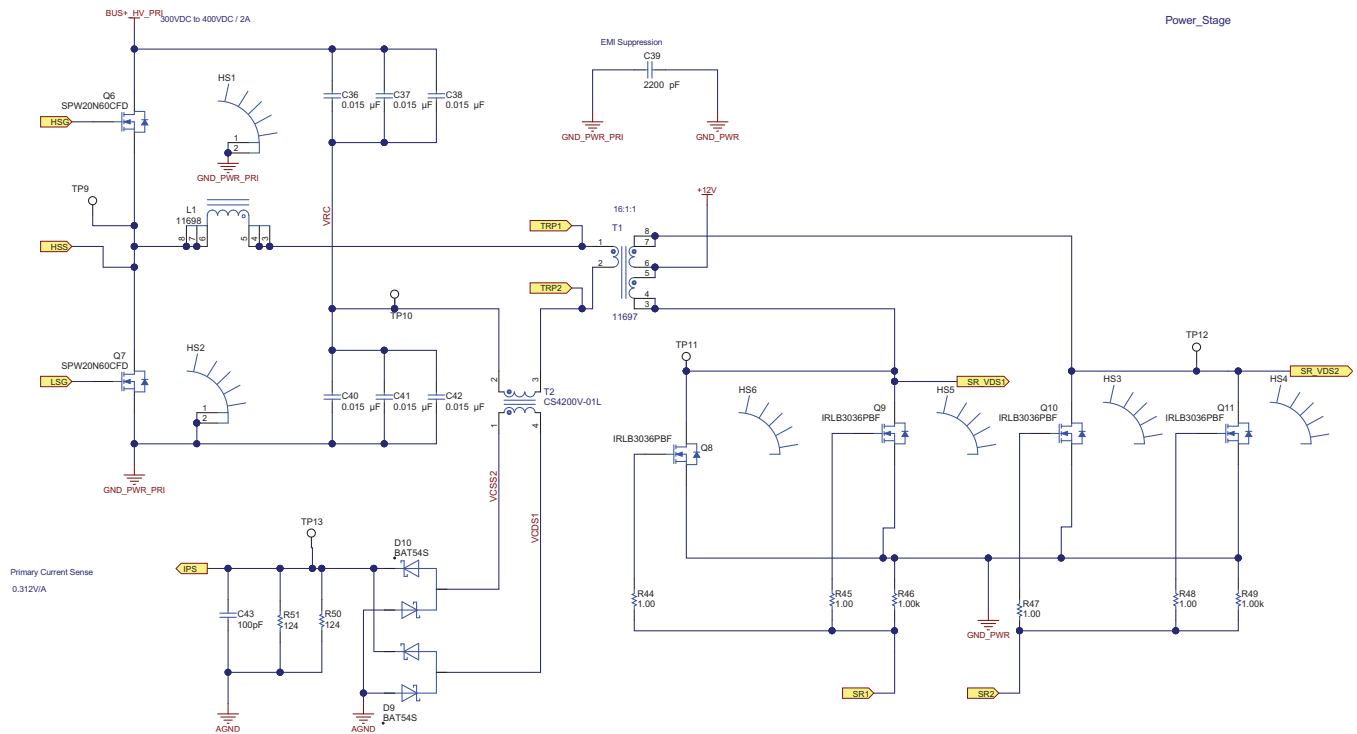 Power_Stage
BUS+_HV_PRI
300VDC to 400VDC / 2A
EMI Suppression
C39
2200 pF
GND_PWR_PRI
GND_PWR
Q6
SPW20N60CFD
HSG
HS1
1
2
GND_PWR_PRI
C36
0.015 µF
C37
0.015 µF
C38
0.015 µF
TP9
L1
11698
8
7
6
5
4
3
HSS
VRC
TRP1
TRP2
16:1:1
T1
1
2
8
7
6
5
4
3
11697
+12V
TP10
Q7
SPW20N60CFD
LSG
HS2
1
2
GND_PWR_PRI
C40
0.015 µF
C41
0.015 µF
C42
0.015 µF
2
3
1
4
T2
CS4200V-01L
VCSS2
VCDS1
TP11
IRLB3036PBF
Q8
HS6
Q9
IRLB3036PBF
SR_VDS1
HS5
Q10
IRLB3036PBF
HS3
TP12
Q11
IRLB3036PBF
SR_VDS2
HS4
Primary Current Sense
0.312V/A
IPS
TP13
C43
100pF
R51
124
R50
124
AGND
D10
BAT54S
D9
BAT54S
AGND
R44
1.00
R45
1.00
R46
1.00k
GND_PWR
R47
1.00
R48
1.00
R49
1.00k
SR1
SR2